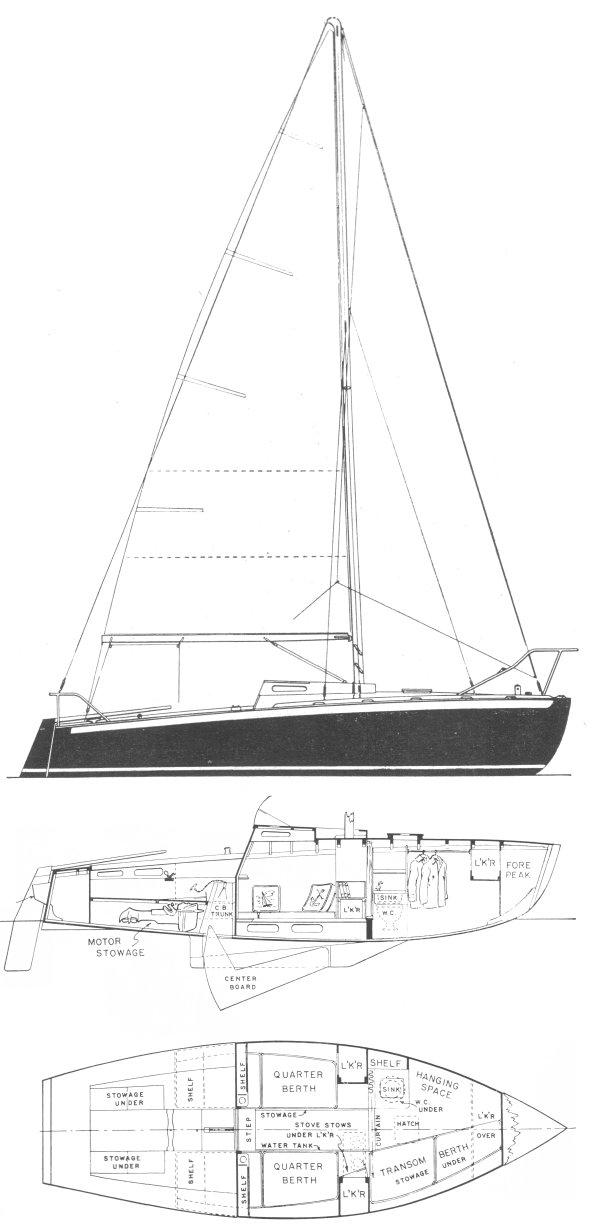 L'K'R
FORE
PEAK
SINK
W.C.
L'K'R
C.B
TRUNK
MOTOR
STOWAGE
CENTER
BOARD
SHELF
STOWAGE
UNDER
SHELF
QUARTER
BERTH
L'K'R
SHELF
SINK
HANGING
SPACE
W.C.
UNDER
STOWAGE
STEP
STOVE STOWS
UNDER L'K'R
WATER TANK
CURTAIN
HATCH
L'K'R
OVER
STOWAGE
UNDER
SHELF
SHELF
QUARTER
BERTH
L'K'R
TRANSOM
STOWAGE
BERTH
UNDER